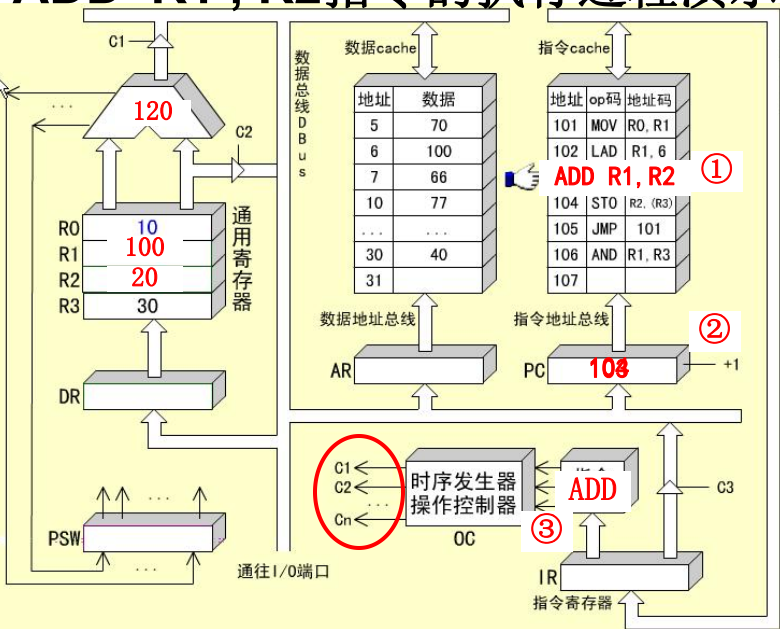 ADD R1, R2指令的执行过程演示
C1
120
C2
数据总线DBus
数据cache
地址 数据
5 70
6 100
7 66
10 77
... ...
30 40
31
数据地址总线
AR
指令cache
地址 op码 地址码
101 MOV R0, R1
102 LAD R1, 6
ADD R1, R2 ①
104 STO R2, (R3)
105 JMP 101
106 AND R1, R3
107
指令地址总线
②
PC
+1
通用寄存器
R0 10
R1 100
R2 20
R3 30
DR
...
PSW
...
...
通往I/O端口
C1
C2
...
Cn
时序发生器
操作控制器
OC
③
ADD
C3
IR
指令寄存器